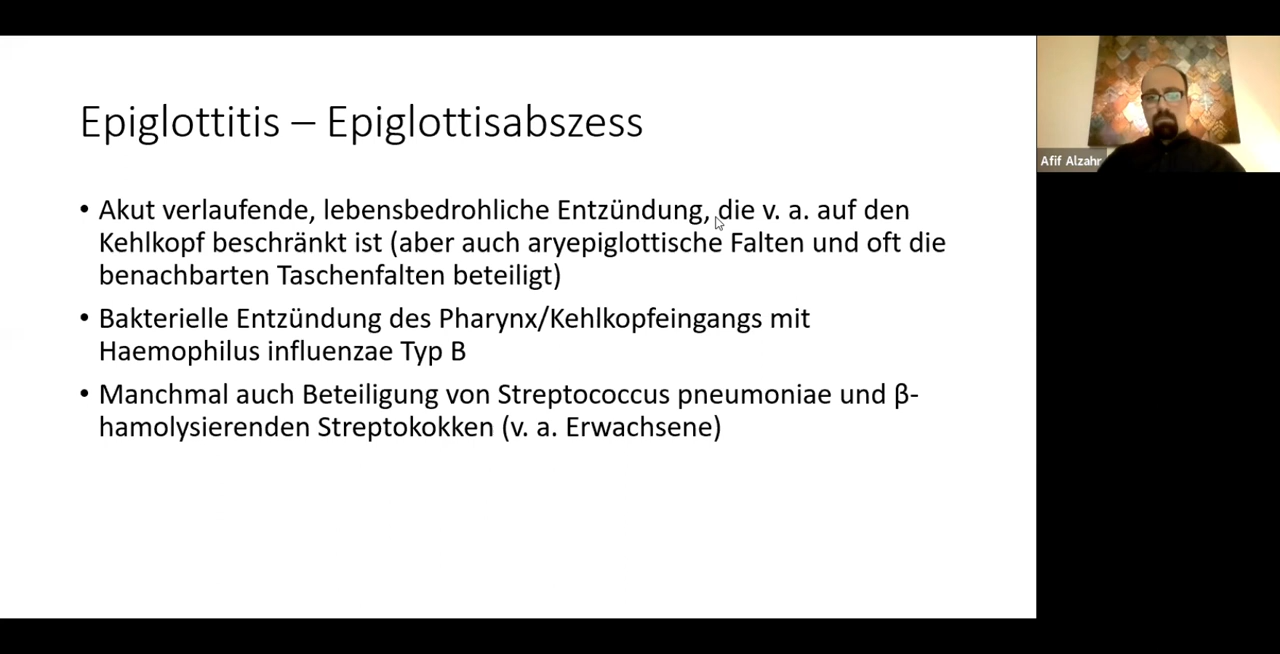 Epiglottitis – Epiglottisabszess
• Akut verlaufende, lebensbedrohliche Entzündung, die v. a. auf den
Kehlkopf beschränkt ist (aber auch aryepiglottische Falten und oft die
benachbarten Taschenfalten beteiligt)
• Bakterielle Entzündung des Pharynx/Kehlkopfeingangs mit
Haemophilus influenzae Typ B
• Manchmal auch Beteiligung von Streptococcus pneumoniae und β-
hamolysierenden Streptokokken (v. a. Erwachsene)
Afif Alzahr